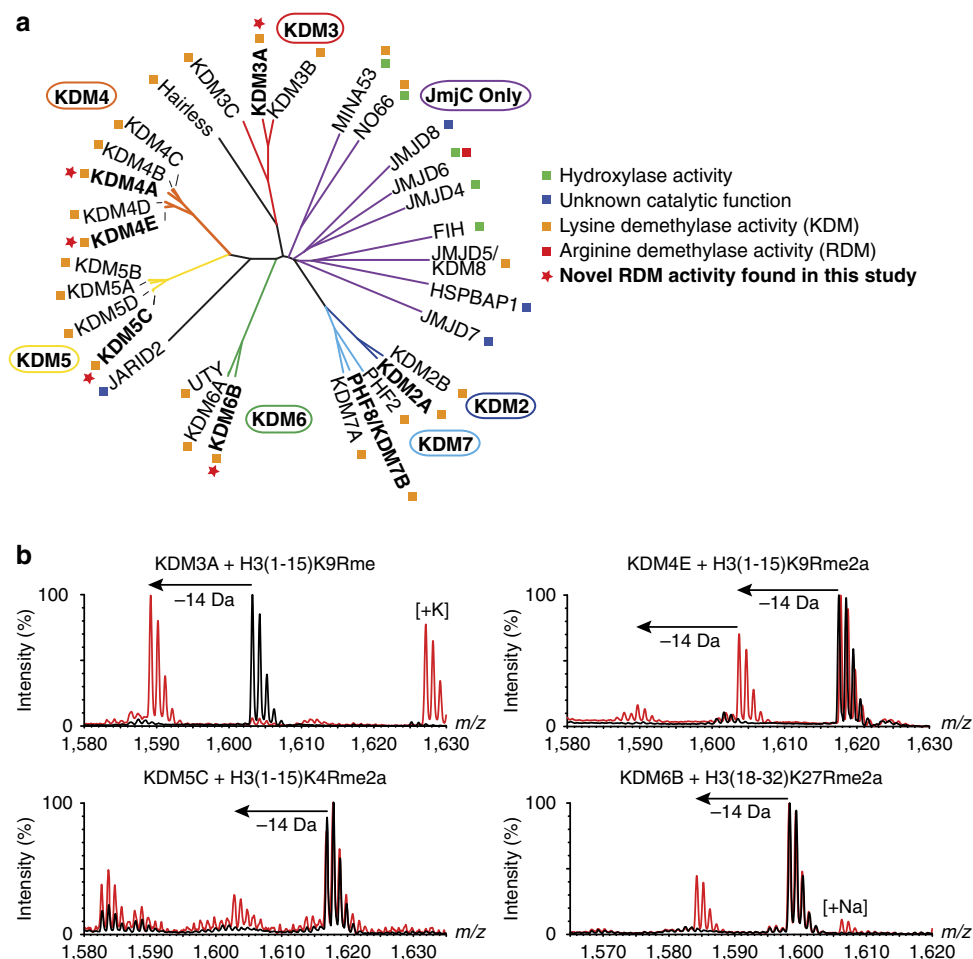 a
KDM3
KDM3A
KDM3B
KDM3C
Hairless
KDM4
KDM4C
KDM4B
KDM4A
KDM4D
KDM4E
KDM5B
KDM5A
KDM5D
KDM5C
KDM5
JARID2
UTY
KDM6A
KDM6B
KDM6
KDM7A
PHF8/KDM7B
PHF2
KDM2A
KDM2B
KDM2
KDM7
MINA53
NO66
JmjC Only
JMJD8
JMJD6
JMJD4
FIH
JMJD5/
KDM8
HSPBAP1
JMJD7
Hydroxylase activity
Unknown catalytic function
Lysine demethylase activity (KDM)
Arginine demethylase activity (RDM)
Novel RDM activity found in this study
b
KDM3A + H3(1-15)K9Rme
100
–14 Da
[+K]
Intensity (%)
0
m/z
1,580 1,590 1,600 1,610 1,620 1,630
KDM4E + H3(1-15)K9Rme2a
100
–14 Da
–14 Da
Intensity (%)
0
m/z
1,580 1,590 1,600 1,610 1,620 1,630
KDM5C + H3(1-15)K4Rme2a
100
–14 Da
Intensity (%)
0
m/z
1,580 1,590 1,600 1,610 1,620 1,630
KDM6B + H3(18-32)K27Rme2a
100
–14 Da
[+Na]
Intensity (%)
0
m/z
1,570 1,580 1,590 1,600 1,610 1,620